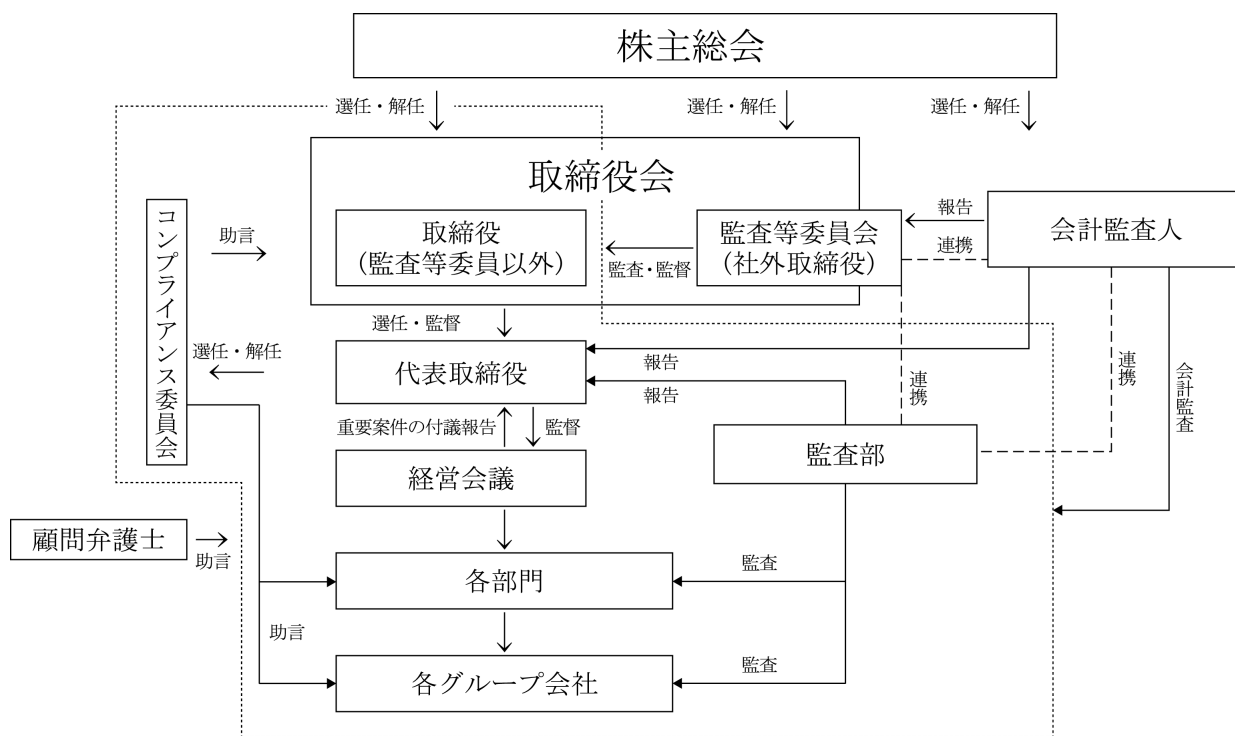 株主総会
選任・解任
選任・解任
選任・解任
取締役会
コンプライアンス委員会
助言
取締役
（監査等委員以外）
監査・監督
監査等委員会
（社外取締役）
報告
連携
会計監査人
選任・監督
選任・解任
代表取締役
報告
報告
連携
連携
会計監査
重要案件の付議報告
監督
監査部
経営会議
顧問弁護士
助言
各部門
監査
助言
各グループ会社
監査